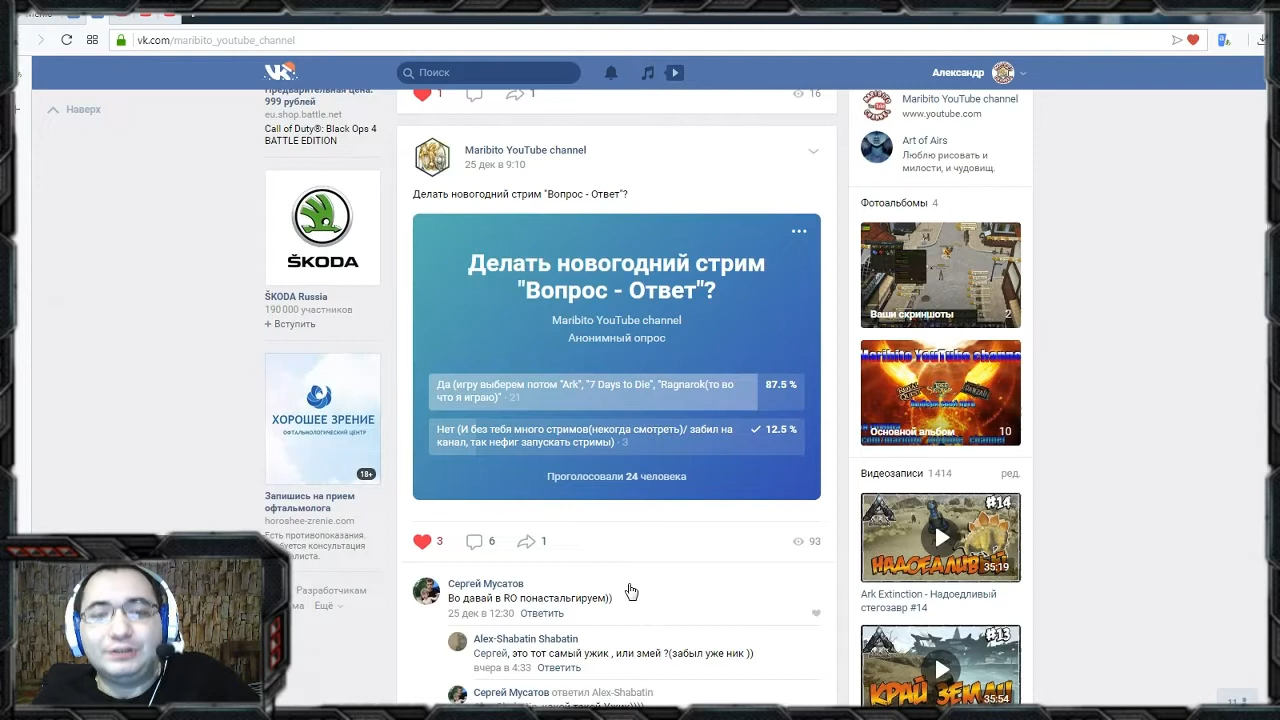 vk.com/maribito_youtube_channel
Поиск
Александр
Наверх
Предварительная цена:
999 рублей
eu.shop.battle.net
Call of Duty®: Black Ops 4
BATTLE EDITION
ŠKODA
ŠKODA Russia
190 000 участников
+ Вступить
ХОРОШЕЕ ЗРЕНИЕ
ОФТАЛЬМОЛОГИЧЕСКИЙ ЦЕНТР
18+
Запишись на прием
офтальмолога
horoshee-zrenie.com
Есть противопоказания.
Разработчикам
Ещё
1
1
16
Maribito YouTube channel
25 дек в 9:10
Делать новогодний стрим "Вопрос - Ответ"?
Делать новогодний стрим
"Вопрос - Ответ"?
Maribito YouTube channel
Анонимный опрос
Да (игру выберем потом "Ark", "7 Days to Die", "Ragnarok(то во
что я играю)" · 21
87.5 %
Нет (И без тебя много стримов(некогда смотреть)/ забил на
канал, так нефиг запускать стримы) · 3
12.5 %
Проголосовали 24 человека
3
6
1
93
Сергей Мусатов
Во давай в RO понастальгируем))
25 дек в 12:30 Ответить
Alex-Shabatin Shabatin
Сергей, это тот самый ужик , или змей ?(забыл уже ник ))
вчера в 4:33 Ответить
Сергей Мусатов ответил Alex-Shabatin
Maribito YouTube channel
www.youtube.com
Art of Airs
Люблю рисовать и
милости, и чудовищ.
Фотоальбомы 4
Ваши скриншоты 2
Maribito YouTube channel
Основной альбом 10
Видеозаписи 1 414 ред.
#14
НАДОЕДЛИВ
35:19
Ark Extinction - Надоедливый
стегозавр #14
#13
КРАЙ ЗЕМЛИ
35:54
11